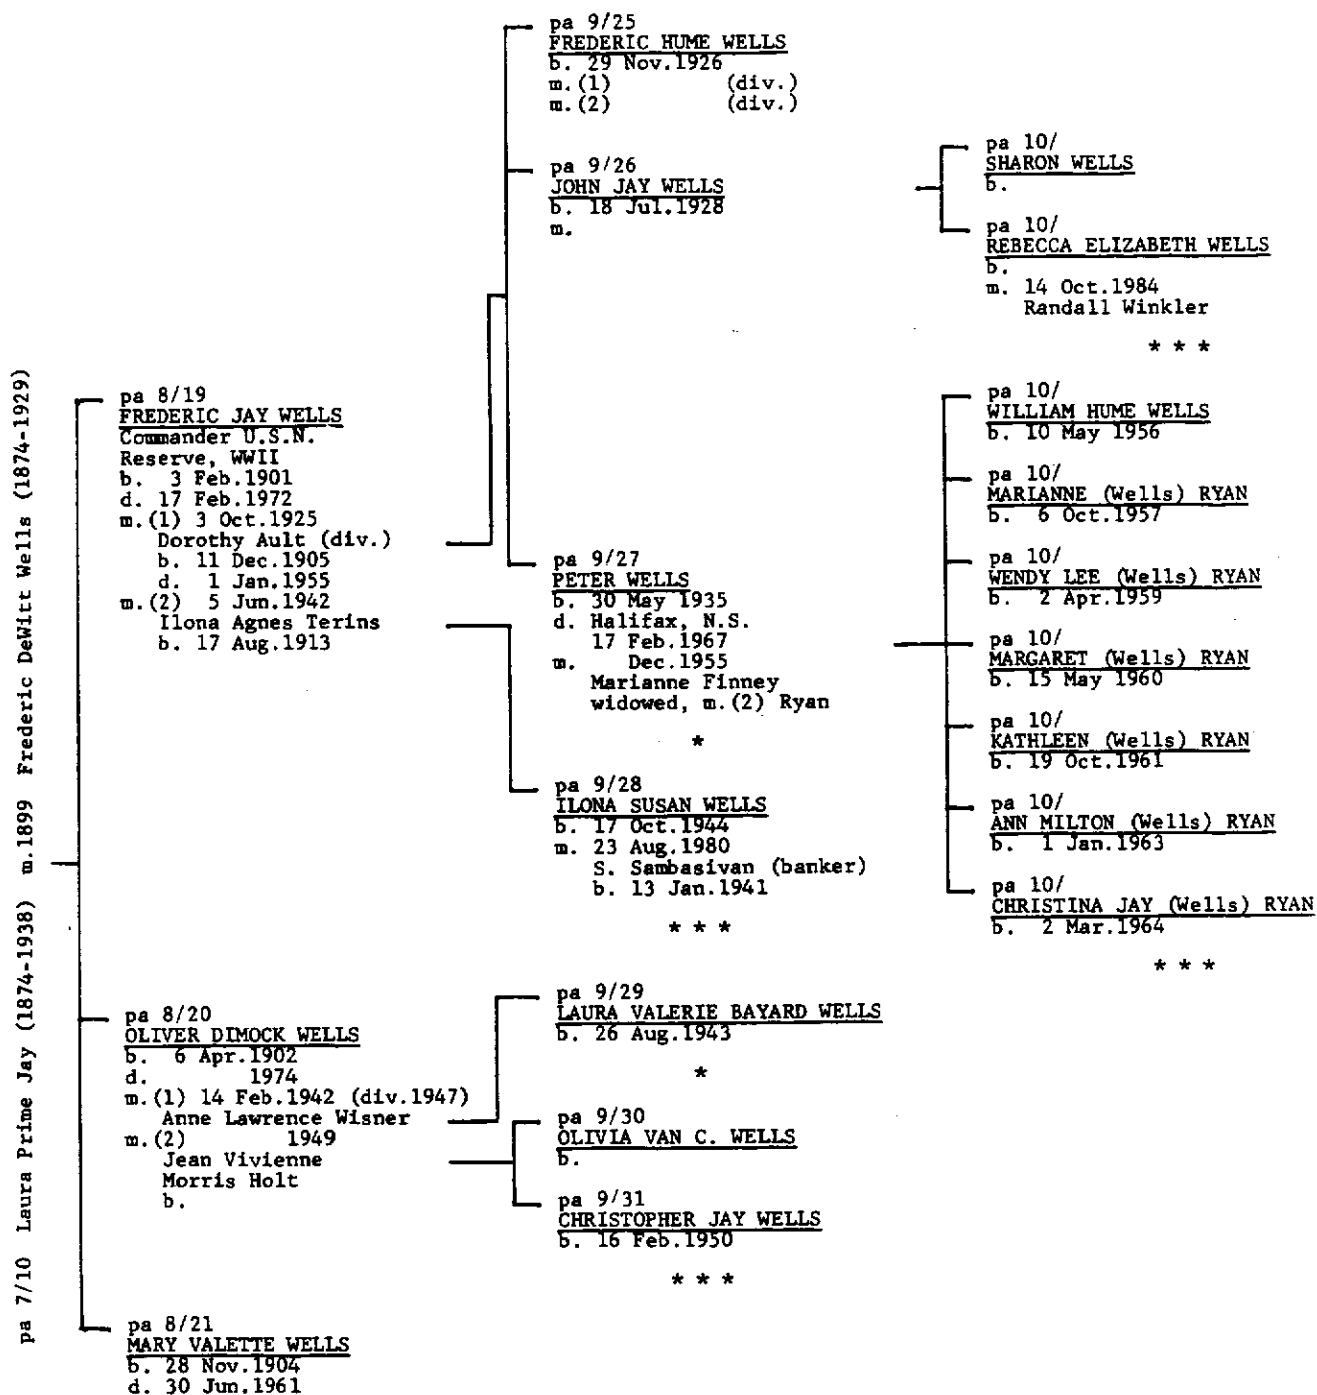 pa 7/10 Laura Prime Jay (1874-1938) m.1899 Frederic DeWitt Wells (1874-1929)
pa 8/19
FREDERIC JAY WELLS
Commander U.S.N.
Reserve, WWII
b. 3 Feb.1901
d. 17 Feb.1972
m.(1) 3 Oct.1925
Dorothy Ault (div.)
b. 11 Dec.1905
d. 1 Jan.1955
m.(2) 5 Jun.1942
Ilona Agnes Terins
b. 17 Aug.1913
pa 8/20
OLIVER DIMOCK WELLS
b. 6 Apr.1902
d. 1974
m.(1) 14 Feb.1942 (div.1947)
Anne Lawrence Wisner
m.(2) 1949
Jean Vivienne
Morris Holt
b.
pa 8/21
MARY VALETTE WELLS
b. 28 Nov.1904
d. 30 Jun.1961
pa 9/25
FREDERIC HUME WELLS
b. 29 Nov.1926
m.(1) (div.)
m.(2) (div.)
pa 9/26
JOHN JAY WELLS
b. 18 Jul.1928
m.
pa 9/27
PETER WELLS
b. 30 May 1935
d. Halifax, N.S.
17 Feb.1967
m. Dec.1955
Marianne Finney
widowed, m.(2) Ryan
*
pa 9/28
ILONA SUSAN WELLS
b. 17 Oct.1944
m. 23 Aug.1980
S. Sambasivan (banker)
b. 13 Jan.1941
* * *
pa 9/29
LAURA VALERIE BAYARD WELLS
b. 26 Aug.1943
*
pa 9/30
OLIVIA VAN C. WELLS
b.
pa 9/31
CHRISTOPHER JAY WELLS
b. 16 Feb.1950
* * *
pa 10/
SHARON WELLS
b.
pa 10/
REBECCA ELIZABETH WELLS
b.
m. 14 Oct.1984
Randall Winkler
* * *
pa 10/
WILLIAM HUME WELLS
b. 10 May 1956
pa 10/
MARIANNE (Wells) RYAN
b. 6 Oct.1957
pa 10/
WENDY LEE (Wells) RYAN
b. 2 Apr.1959
pa 10/
MARGARET (Wells) RYAN
b. 15 May 1960
pa 10/
KATHLEEN (Wells) RYAN
b. 19 Oct.1961
pa 10/
ANN MILTON (Wells) RYAN
b. 1 Jan.1963
pa 10/
CHRISTINA JAY (Wells) RYAN
b. 2 Mar.1964
* * *